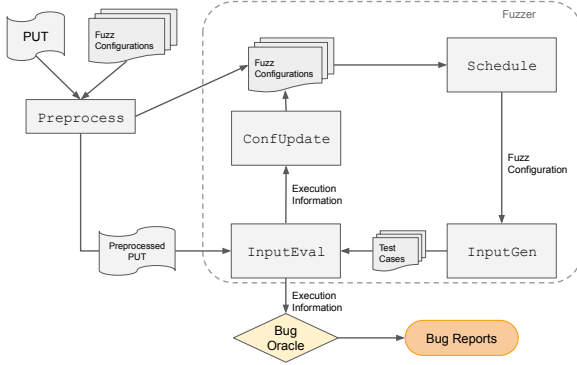 Fuzzer
PUT
Fuzz
Configurations
Fuzz
Configurations
Schedule
Preprocess
ConfUpdate
Fuzz
Configuration
Execution
Information
Preprocessed
PUT
InputEval
Test
Cases
InputGen
Execution
Information
Bug
Oracle
Bug Reports